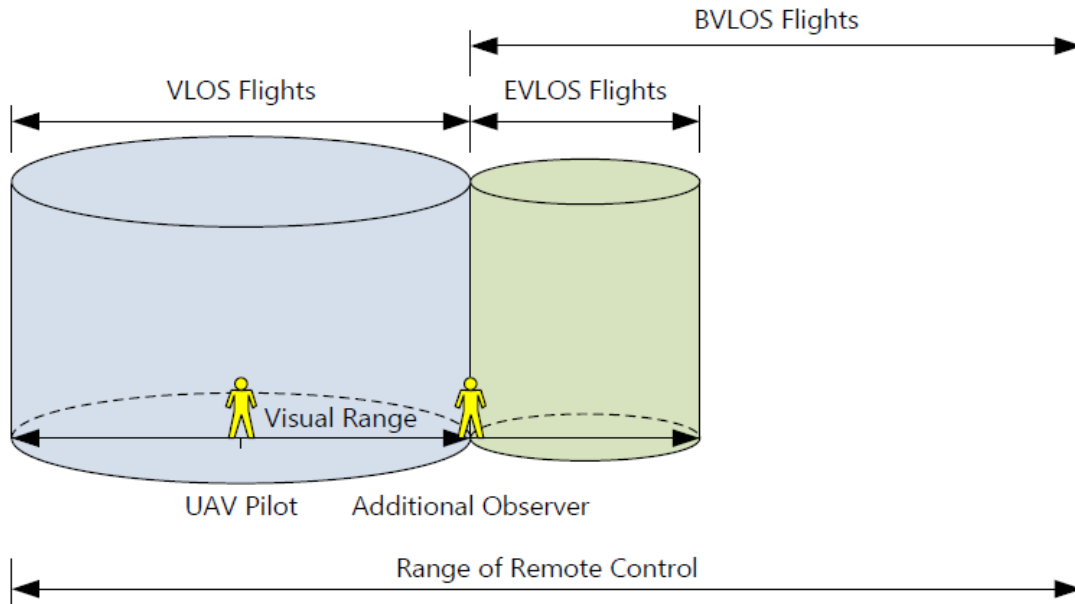 BVLOS Flights
VLOS Flights
EVLOS Flights
Visual Range
UAV Pilot
Additional Observer
Range of Remote Control